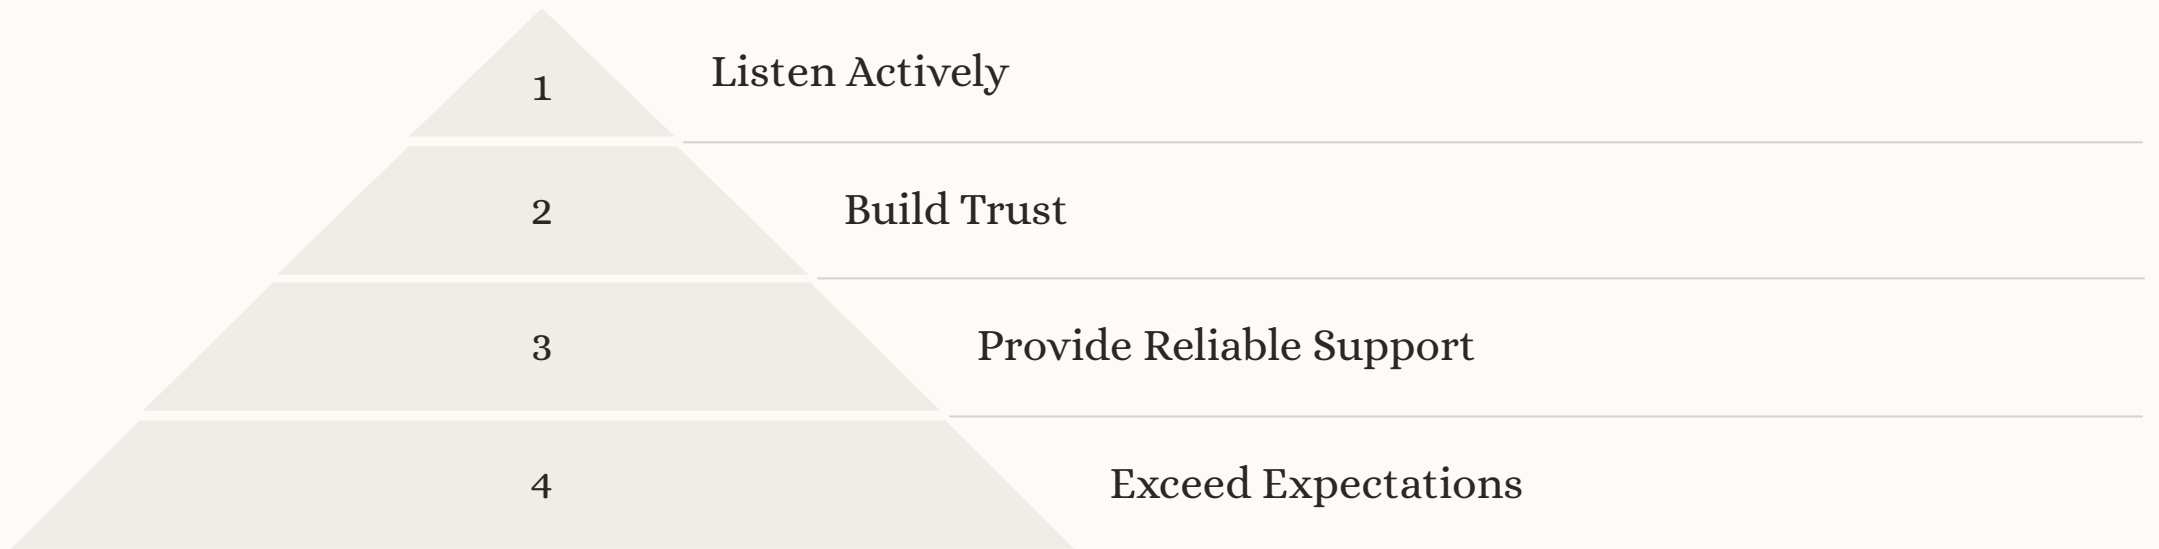 1
Listen Actively
2
Build Trust
3
Provide Reliable Support
4
Exceed Expectations